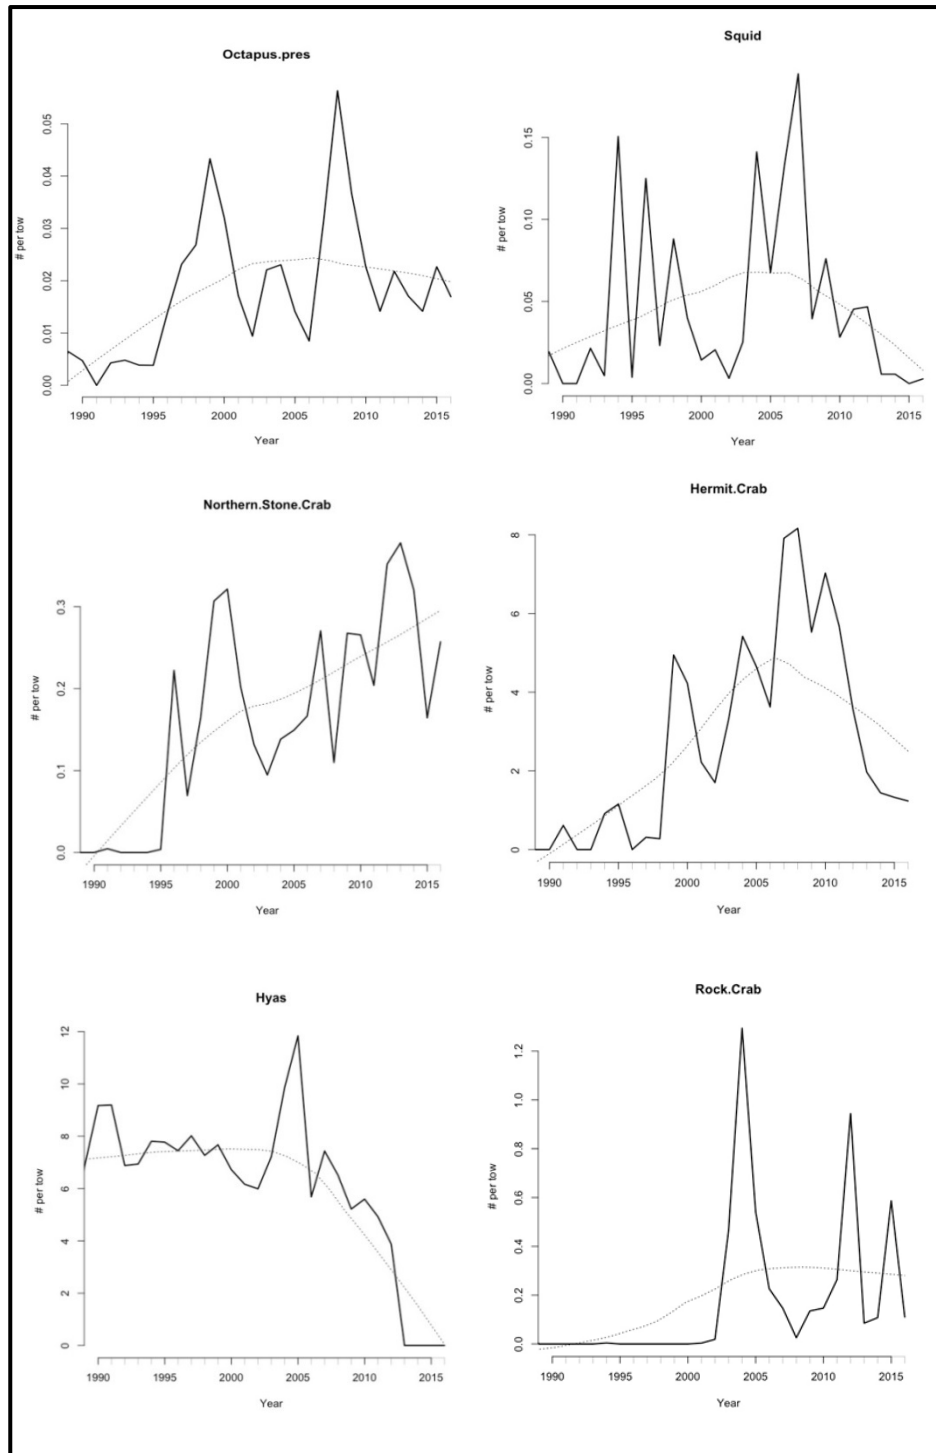 Octapus.pres
# per tow
0.05
0.04
0.03
0.02
0.01
0.00
1990 1995 2000 2005 2010 2015
Year
Squid
# per tow
0.15
0.10
0.05
0.00
1990 1995 2000 2005 2010 2015
Year
Northern.Stone.Crab
# per tow
0.3
0.2
0.1
0.0
1990 1995 2000 2005 2010 2015
Year
Hermit.Crab
# per tow
8
6
4
2
0
1990 1995 2000 2005 2010 2015
Year
Hyas
# per tow
12
10
8
6
4
2
0
1990 1995 2000 2005 2010 2015
Year
Rock.Crab
# per tow
1.2
1.0
0.8
0.6
0.4
0.2
0.0
1990 1995 2000 2005 2010 2015
Year